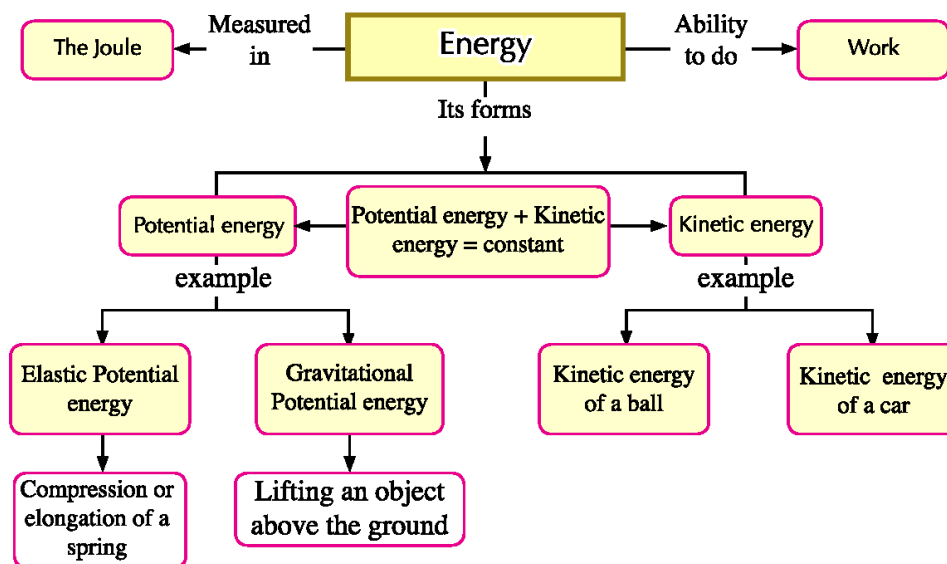 The Joule
Measured
in
Energy
Ability
to do
Work
Its forms
Potential energy
Potential energy + Kinetic
energy = constant
Kinetic energy
example
example
Elastic Potential
energy
Gravitational
Potential energy
Kinetic energy
of a ball
Kinetic energy
of a car
Compression or
elongation of a
spring
Lifting an object
above the ground